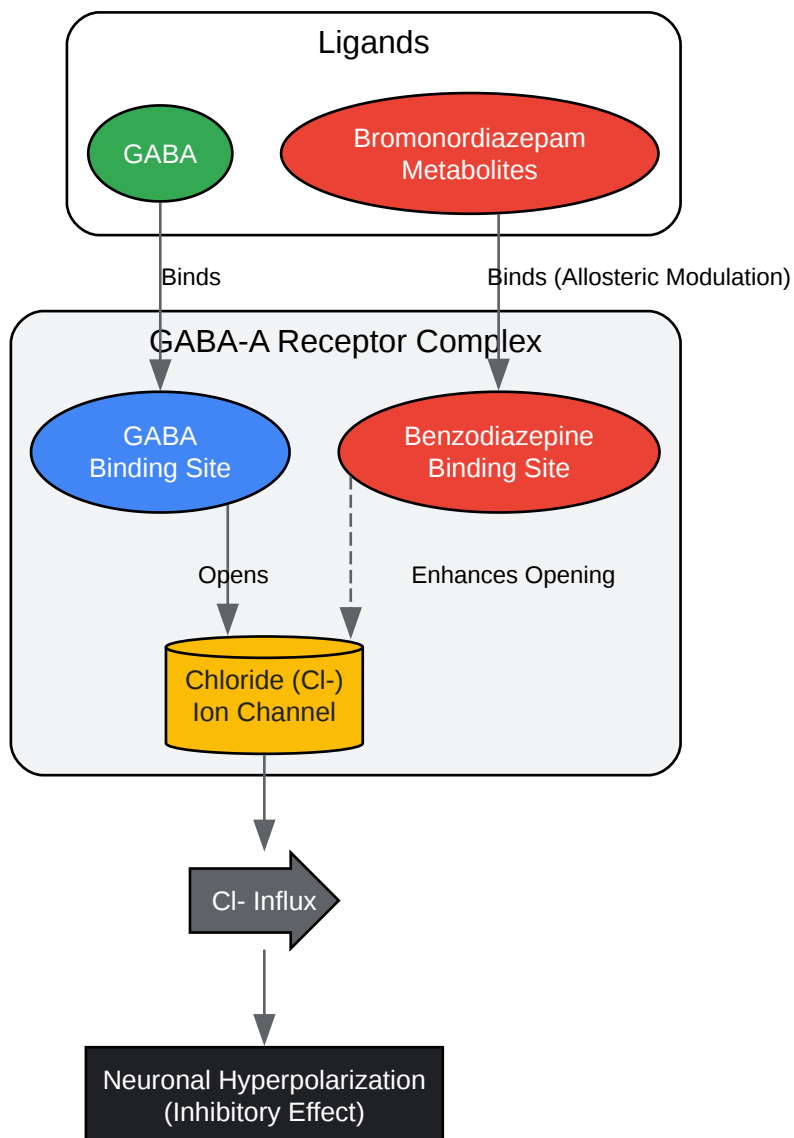 Ligands
GABA
Bromonordiazepam
Metabolites
Binds
Binds (Allosteric Modulation)
GABA-A Receptor Complex
GABA
Binding Site
Benzodiazepine
Binding Site
Opens
Enhances Opening
Chloride (Cl-)
Ion Channel
Cl- Influx
Neuronal Hyperpolarization
(Inhibitory Effect)